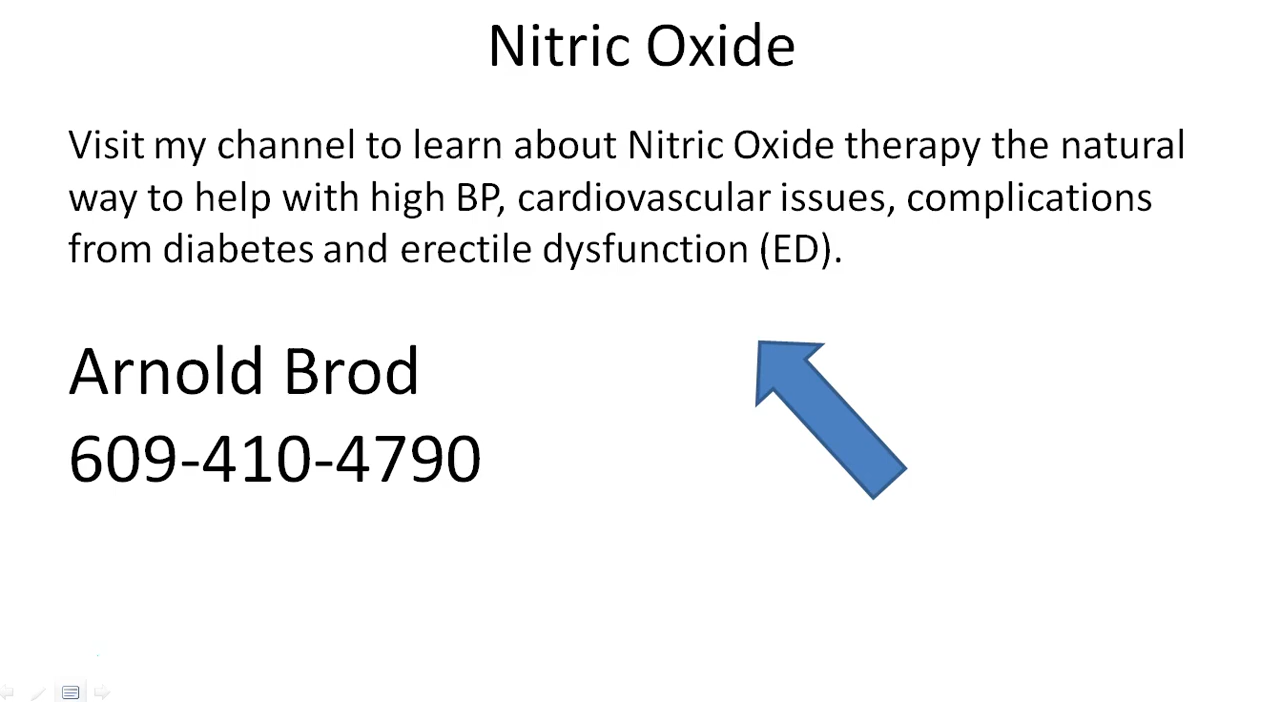 Nitric Oxide
Visit my channel to learn about Nitric Oxide therapy the natural
way to help with high BP, cardiovascular issues, complications
from diabetes and erectile dysfunction (ED).
Arnold Brod
609-410-4790